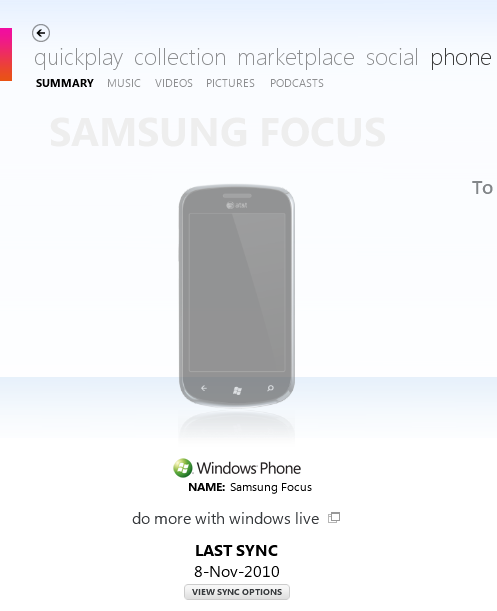 quickplay collection marketplace social phone
SUMMARY MUSIC VIDEOS PICTURES PODCASTS
SAMSUNG FOCUS
To
at&t
Windows Phone
NAME: Samsung Focus
do more with windows live
LAST SYNC
8-Nov-2010
VIEW SYNC OPTIONS